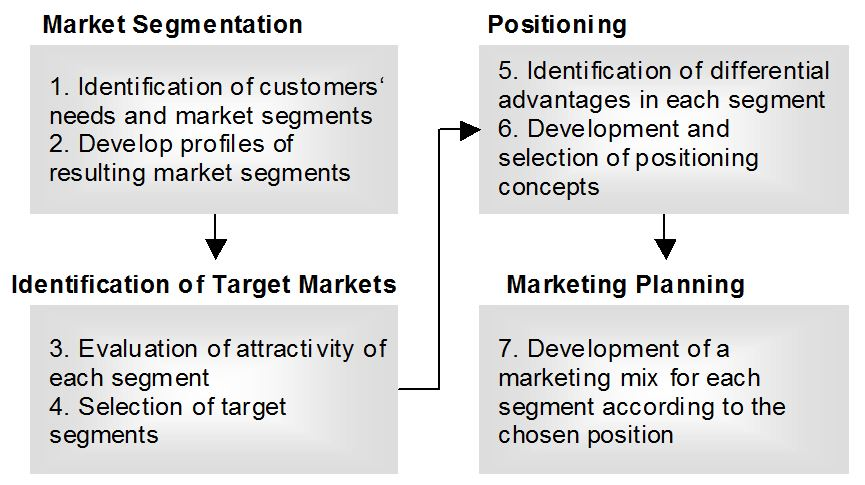 Market Segmentation
1. Identification of customers‘
needs and market segments
2. Develop profiles of
resulting market segments
Identification of Target Markets
3. Evaluation of attractivity of
each segment
4. Selection of target
segments
Positioning
5. Identification of differential
advantages in each segment
6. Development and
selection of positioning
concepts
Marketing Planning
7. Development of a
marketing mix for each
segment according to the
chosen position